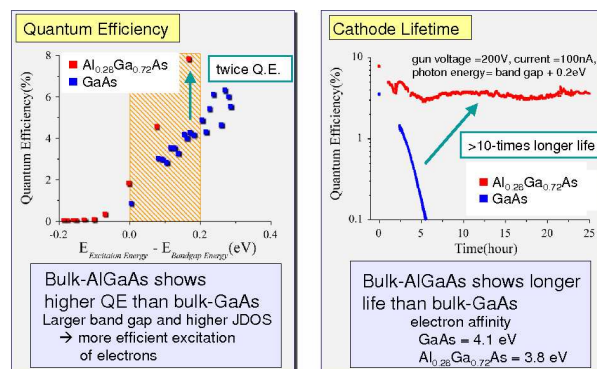 Quantum Efficiency
8
6
4
2
0
Quantum Efficiency(%)
Al0.28Ga0.72As
GaAs
twice Q.E.
-0.2 0.0 0.2 0.4
E Excitaion Energy - E Bandgap Energy (eV)
Bulk-AlGaAs shows
higher QE than bulk-GaAs
Larger band gap and higher JDOS
→ more efficient excitation
of electrons
Cathode Lifetime
gun voltage =200V, current =100nA,
photon energy= band gap + 0.2eV
10
1
0.1
Quantum Efficiency(%)
>10-times longer life
Al0.28Ga0.72As
GaAs
0 5 10 15 20 25
Time(hour)
Bulk-AlGaAs shows longer
life than bulk-GaAs
electron affinity
GaAs = 4.1 eV
Al0.28Ga0.72As = 3.8 eV